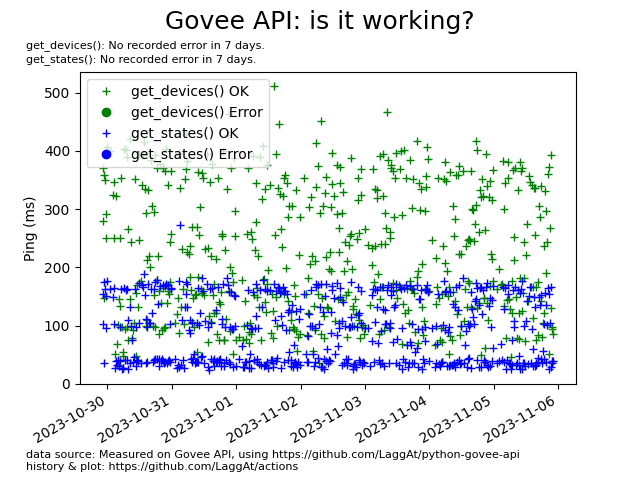 Govee API: is it working?
get_devices(): No recorded error in 7 days.
get_states(): No recorded error in 7 days.
get_devices() OK
get_devices() Error
get_states() OK
get_states() Error
Ping (ms)
500
400
300
200
100
0
2023-10-30
2023-10-31
2023-11-01
2023-11-02
2023-11-03
2023-11-04
2023-11-05
2023-11-06
data source: Measured on Govee API, using https://github.com/LaggAt/python-govee-api
history & plot: https://github.com/LaggAt/actions